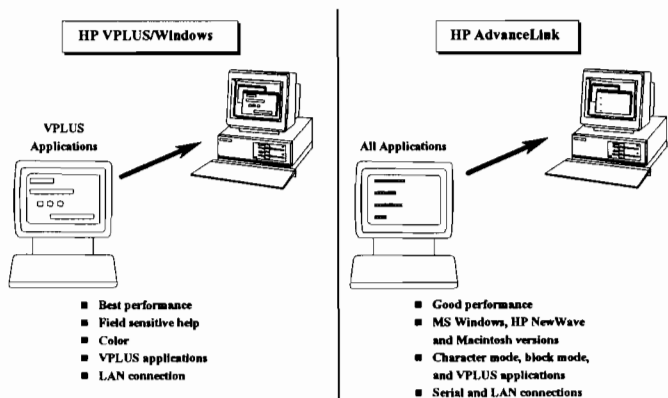 HP VPLUS/Windows
VPLUS
Applications
■ Best performance
■ Field sensitive help
■ Color
■ VPLUS applications
■ LAN connection
HP AdvanceLink
All Applications
■ Good performance
■ MS Windows, HP NewWave
and Macintosh versions
■ Character mode, block mode,
and VPLUS applications
■ Serial and LAN connections